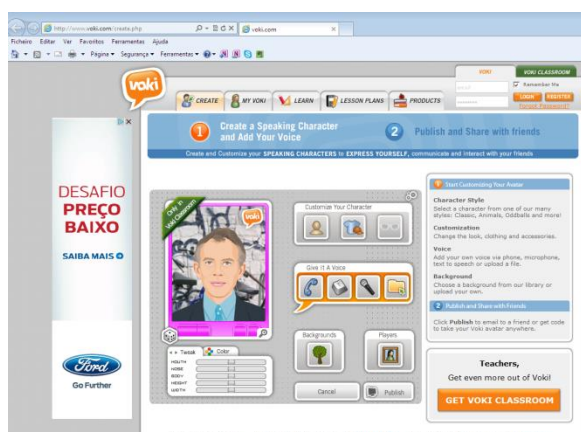 http://www.voki.com/create.php
voki.com
Ficheiro Editar Ver Favoritos Ferramentas Ajuda
Página Segurança Ferramentas
VOKI
VOKI CLASSROOM
voki
CREATE
MY VOKI
LEARN
LESSON PLANS
PRODUCTS
Remember Me
LOGIN
REGISTER
Forgot Password?
1 Create a Speaking Character
and Add Your Voice
2 Publish and Share with friends
Create and Customize your SPEAKING CHARACTERS to EXPRESS YOURSELF, communicate and interact with your friends
DESAFIO
PREÇO
BAIXO
SAIBA MAIS
Ford
Go Further
Only in
Voki Classroom
voki
Tweak
Color
MOUTH
NOSE
BODY
HEIGHT
WIDTH
Customize Your Character
Give It A Voice
Backgrounds
Players
Cancel
Publish
1 Start Customizing Your Avatar
Character Style
Select a character from one of our many
styles: Classic, Animals, Oddballs and more!
Customization
Change the look, clothing and accessories.
Voice
Add your own voice via phone, microphone,
text to speech or upload a file.
Background
Choose a background from our library or
upload your own.
2 Publish and Share with Friends
Click Publish to email to a friend or get code
to take your Voki avatar anywhere.
Teachers,
Get even more out of Voki!
GET VOKI CLASSROOM